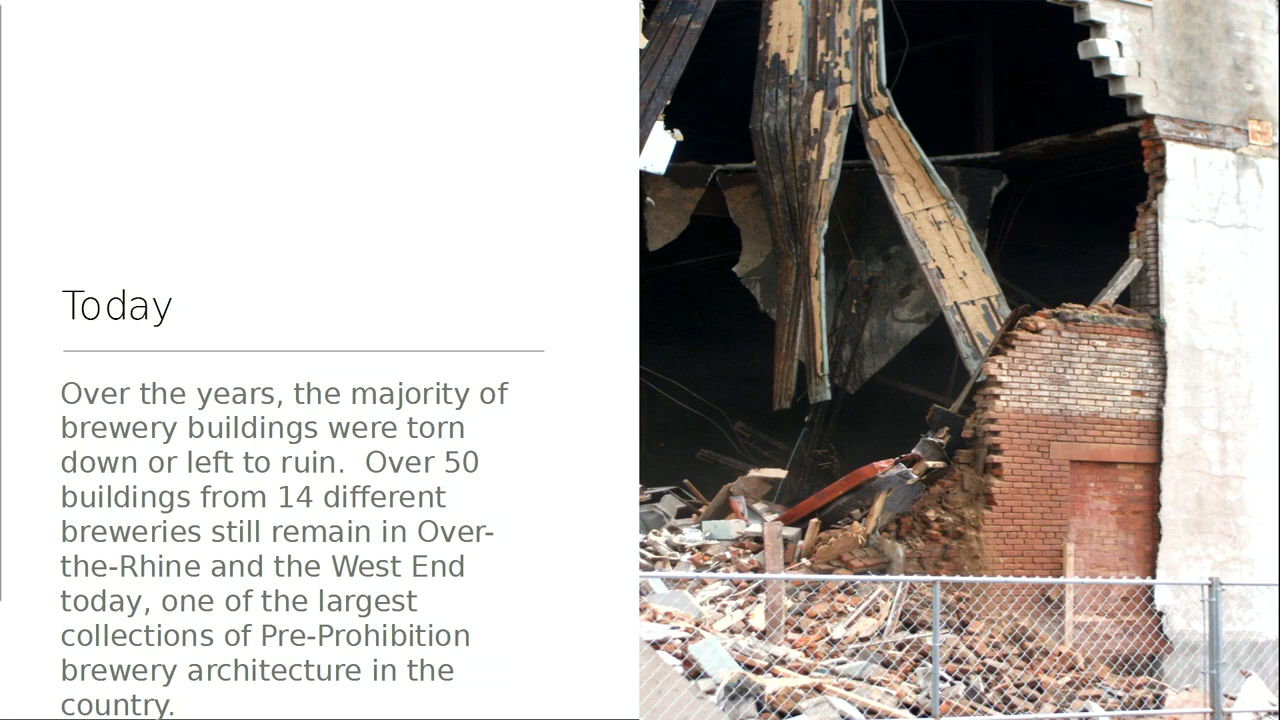 Today
Over the years, the majority of
brewery buildings were torn
down or left to ruin.  Over 50
buildings from 14 different
breweries still remain in Over-
the-Rhine and the West End
today, one of the largest
collections of Pre-Prohibition
brewery architecture in the
country.